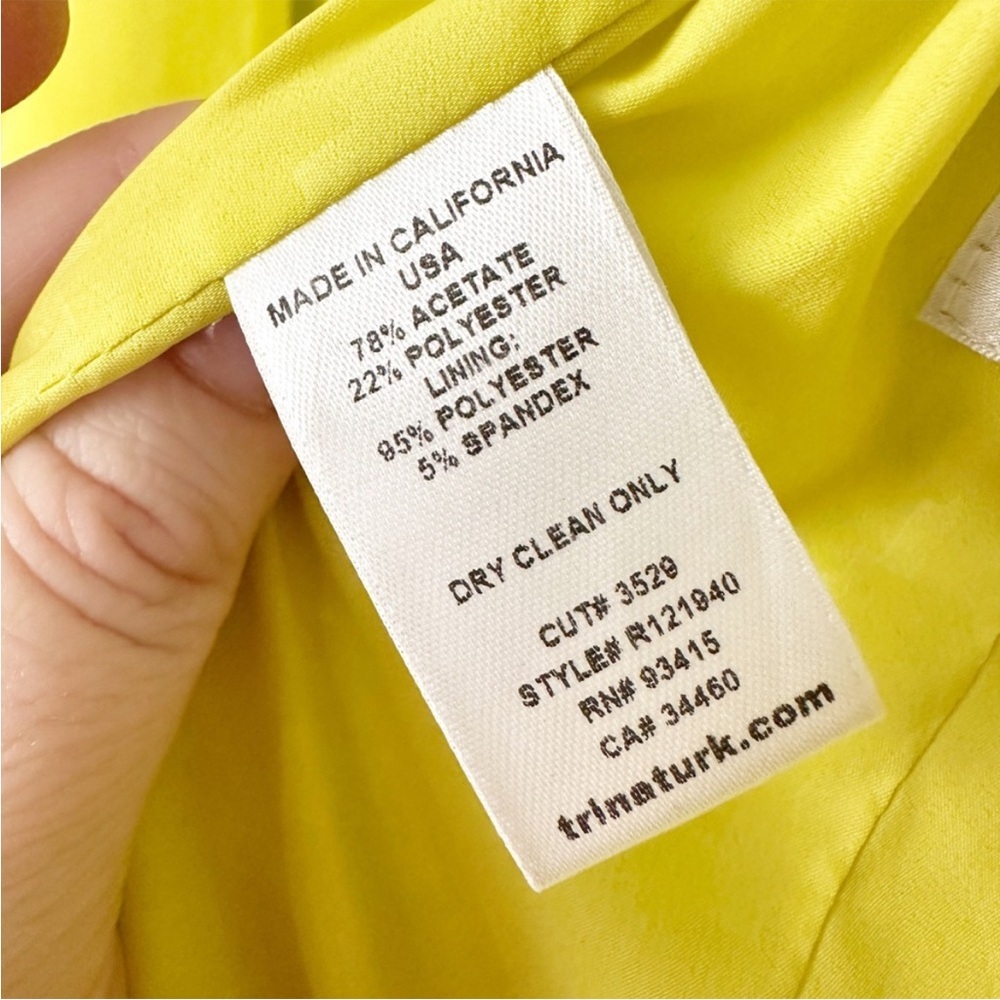 MADE IN CALIFORNIA
USA
78% ACETATE
22% POLYESTER
LINING:
95% POLYESTER
5% SPANDEX
DRY CLEAN ONLY
CUT# 3529
STYLE# R121940
RN# 93415
CA# 34460
trinaturk.com